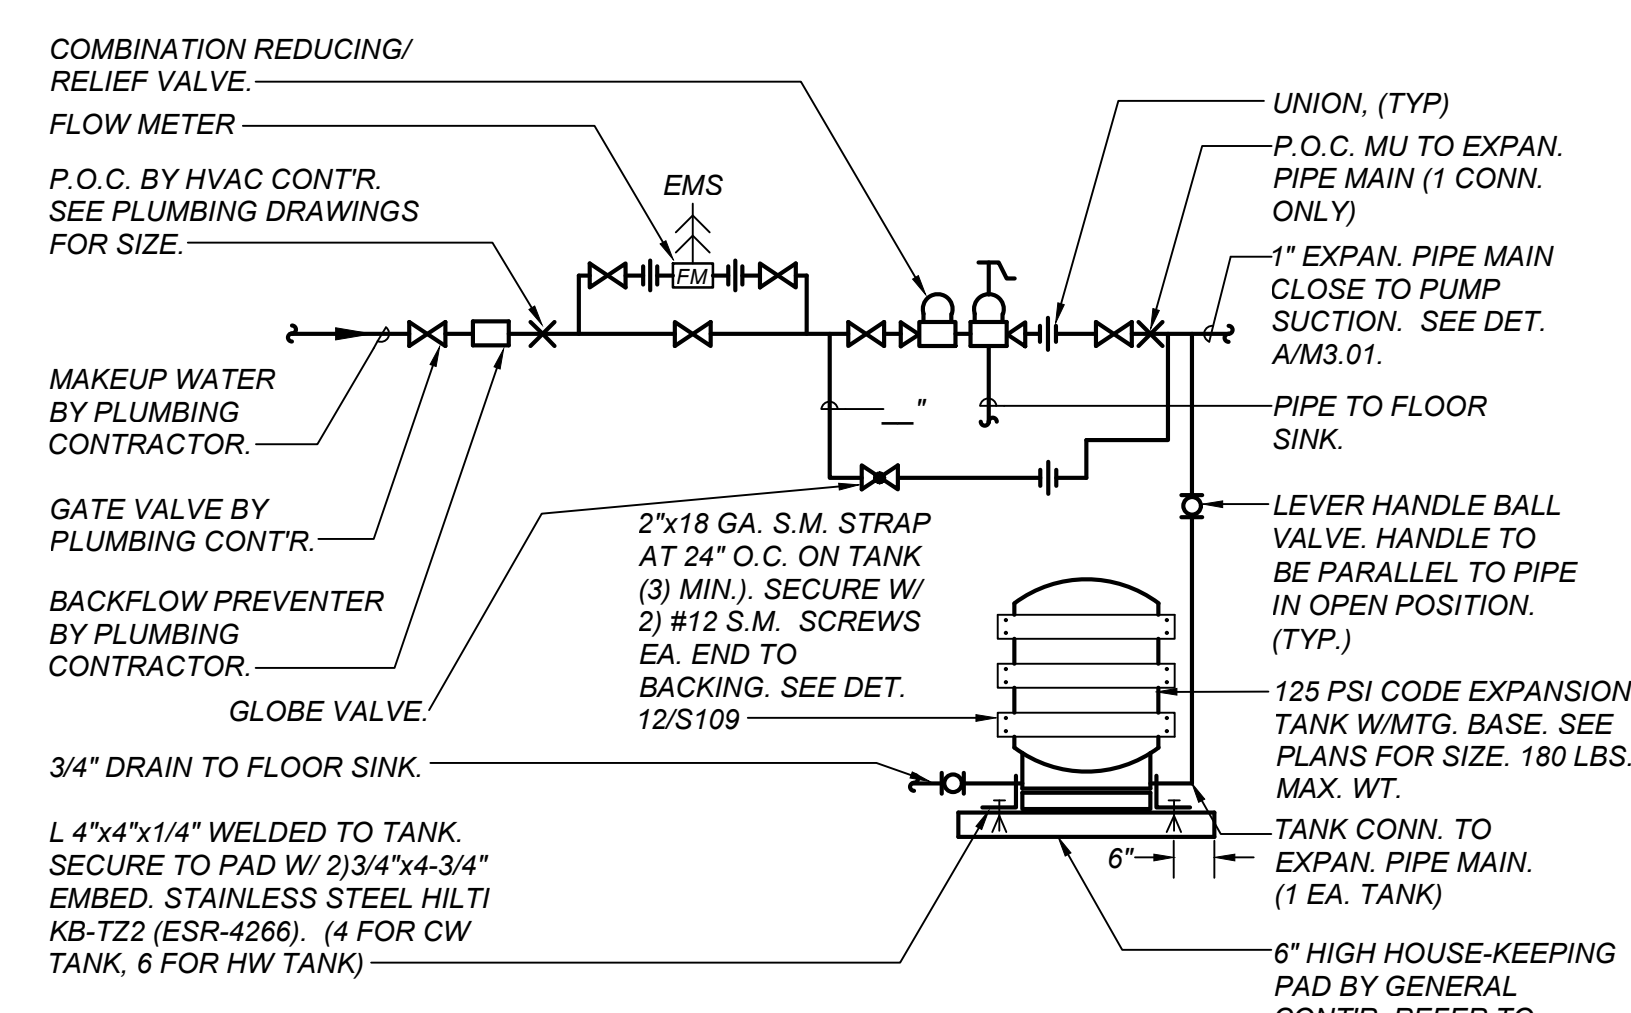 COMBINATION REDUCING/
RELIEF VALVE.
FLOW METER
P.O.C. BY HVAC CONT'R.
SEE PLUMBING DRAWINGS
FOR SIZE.
EMS
FM
MAKEUP WATER
BY PLUMBING
CONTRACTOR.
GATE VALVE BY
PLUMBING CONT'R.
BACKFLOW PREVENTER
BY PLUMBING
CONTRACTOR.
GLOBE VALVE.
3/4" DRAIN TO FLOOR SINK.
L 4"x4"x1/4" WELDED TO TANK.
SECURE TO PAD W/ 2)3/4"x4-3/4"
EMBED. STAINLESS STEEL HILTI
KB-TZ2 (ESR-4266).  (4 FOR CW
TANK, 6 FOR HW TANK)
__"
2"x18 GA. S.M. STRAP
AT 24" O.C. ON TANK
(3) MIN.). SECURE W/
2) #12 S.M.  SCREWS
EA. END TO
BACKING. SEE DET.
12/S109
6"
UNION, (TYP)
P.O.C. MU TO EXPAN.
PIPE MAIN (1 CONN.
ONLY)
1" EXPAN. PIPE MAIN
CLOSE TO PUMP
SUCTION.  SEE DET.
A/M3.01.
PIPE TO FLOOR
SINK.
LEVER HANDLE BALL
VALVE. HANDLE TO
BE PARALLEL TO PIPE
IN OPEN POSITION.
(TYP.)
125 PSI CODE EXPANSION
TANK W/MTG. BASE. SEE
PLANS FOR SIZE. 180 LBS.
MAX. WT.
TANK CONN. TO
EXPAN. PIPE MAIN.
(1 EA. TANK)
6" HIGH HOUSE-KEEPING
PAD BY GENERAL
CONT'R. REFER TO